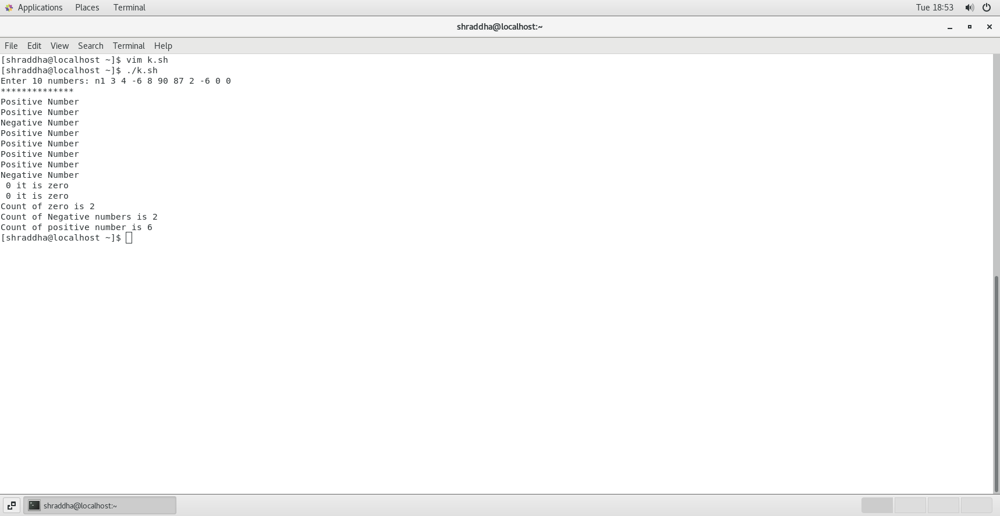 Applications Places Terminal Tue 18:53
shraddha@localhost:~
File Edit View Search Terminal Help
[shraddha@localhost ~]$ vim k.sh
[shraddha@localhost ~]$ ./k.sh
Enter 10 numbers: n1 3 4 -6 8 90 87 2 -6 0 0
**************
Positive Number
Positive Number
Negative Number
Positive Number
Positive Number
Positive Number
Positive Number
Negative Number
 0 it is zero
 0 it is zero
Count of zero is 2
Count of Negative numbers is 2
Count of positive number is 6
[shraddha@localhost ~]$
shraddha@localhost:~